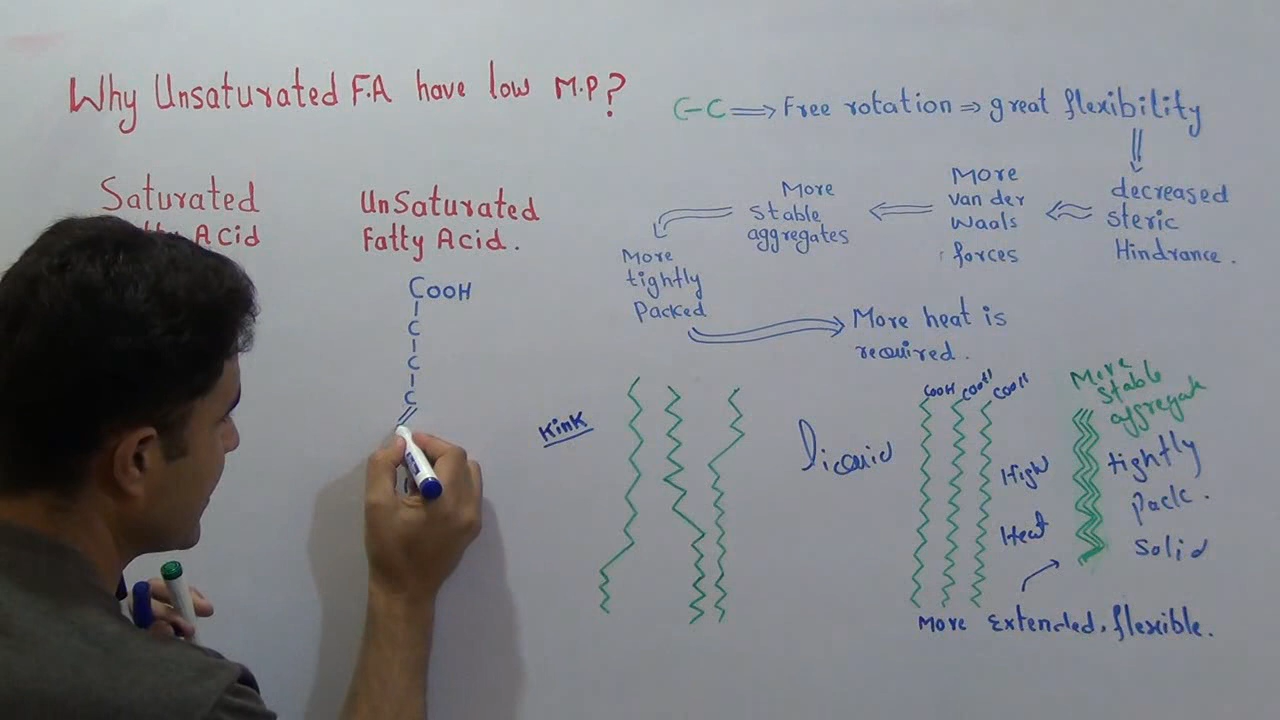 Why Unsaturated F.A have low M.P?
C-C ⟹ Free rotation ⇒ great flexibility
decreased
steric
Hindrance.
More
van der
waals
forces
More
stable
aggregates
More
tightly
Packed
More heat is
required.
Saturated
Fatty Acid
UnSaturated
Fatty Acid.
COOH
C
C
C
Kink
liquid
COOH COOH COOH
High
Heat
More
stable
aggregate
tightly
pack.
Solid
More Extended, flexible.